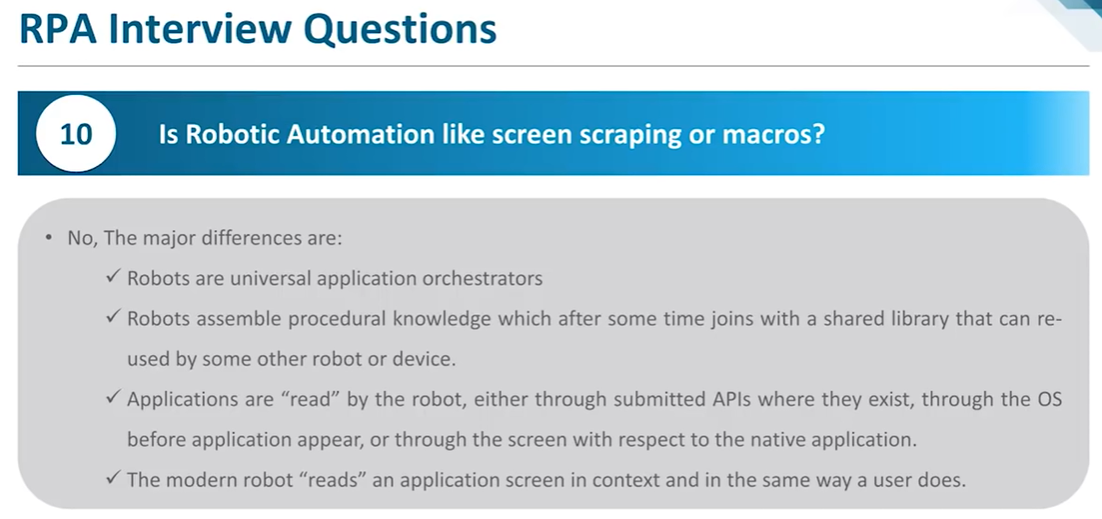 RPA Interview Questions
10
Is Robotic Automation like screen scraping or macros?
• No, The major differences are:
✓ Robots are universal application orchestrators
✓ Robots assemble procedural knowledge which after some time joins with a shared library that can re-
used by some other robot or device.
✓ Applications are “read” by the robot, either through submitted APIs where they exist, through the OS
before application appear, or through the screen with respect to the native application.
✓ The modern robot “reads” an application screen in context and in the same way a user does.